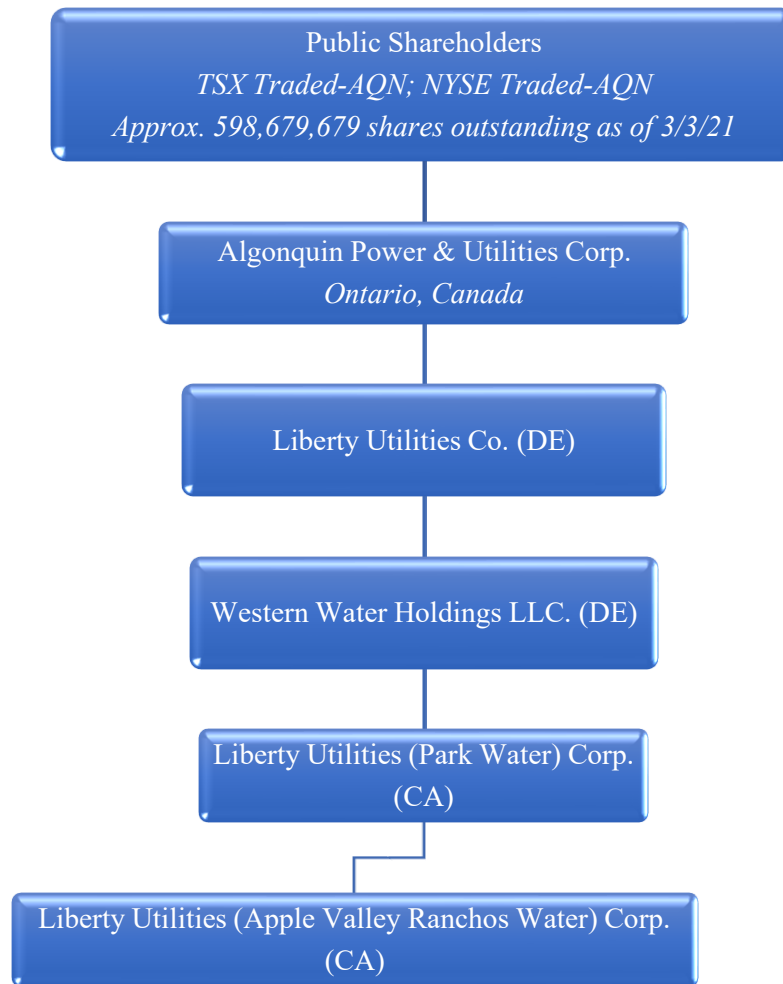 Public Shareholders
TSX Traded-AQN; NYSE Traded-AQN
Approx. 598,679,679 shares outstanding as of 3/3/21
Algonquin Power & Utilities Corp.
Ontario, Canada
Liberty Utilities Co. (DE)
Western Water Holdings LLC. (DE)
Liberty Utilities (Park Water) Corp.
(CA)
Liberty Utilities (Apple Valley Ranchos Water) Corp.
(CA)